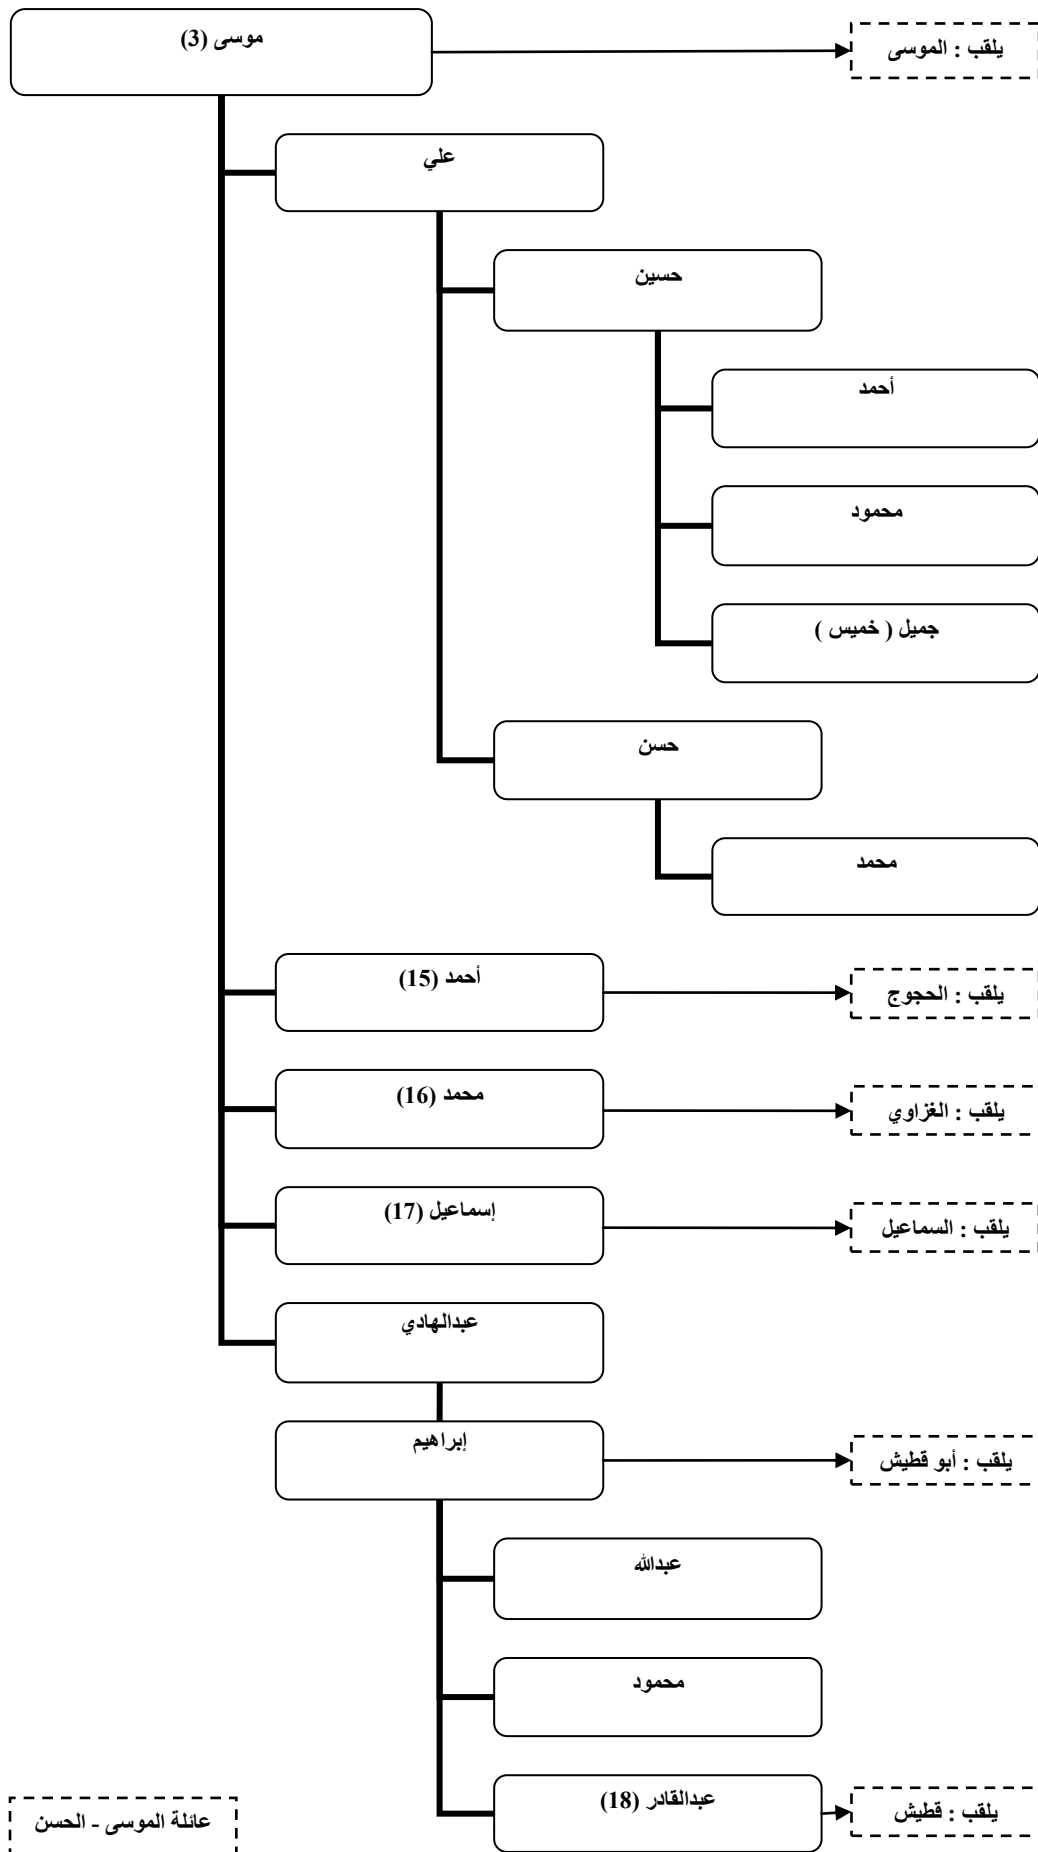 موسى (3)
يلقب : الموسى
علي
حسين
أحمد
محمود
جميل ( خميس )
حسن
محمد
أحمد (15)
يلقب : الحجوج
محمد (16)
يلقب : الغزاوي
إسماعيل (17)
يلقب : السماعيل
عبدالهادي
إبراهيم
يلقب : أبو قطيش
عبدالله
محمود
عبدالقادر (18)
يلقب : قطيش
عائلة الموسى - الحسن